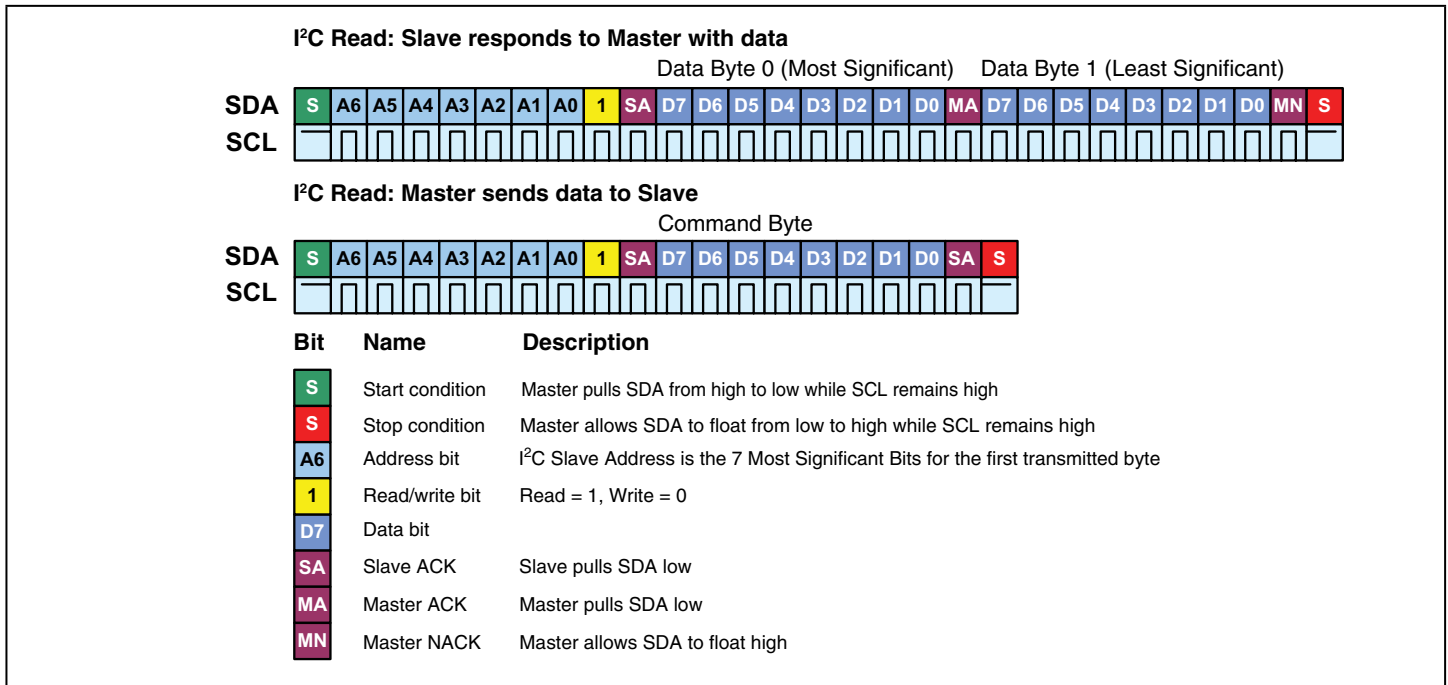 I²C Read: Slave responds to Master with data
Data Byte 0 (Most Significant) Data Byte 1 (Least Significant)
SDA S A6 A5 A4 A3 A2 A1 A0 1 SA D7 D6 D5 D4 D3 D2 D1 D0 MA D7 D6 D5 D4 D3 D2 D1 D0 MN S
SCL
I²C Read: Master sends data to Slave
Command Byte
SDA S A6 A5 A4 A3 A2 A1 A0 1 SA D7 D6 D5 D4 D3 D2 D1 D0 SA S
SCL
Bit Name Description
S Start condition Master pulls SDA from high to low while SCL remains high
S Stop condition Master allows SDA to float from low to high while SCL remains high
A6 Address bit I²C Slave Address is the 7 Most Significant Bits for the first transmitted byte
1 Read/write bit Read = 1, Write = 0
D7 Data bit
SA Slave ACK Slave pulls SDA low
MA Master ACK Master pulls SDA low
MN Master NACK Master allows SDA to float high